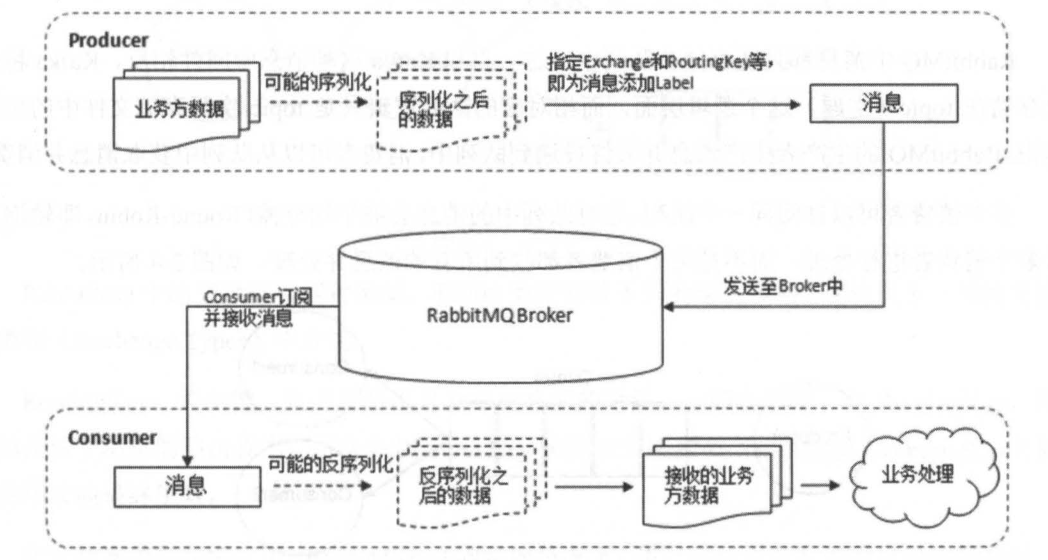 Producer
业务方数据
可能的序列化
序列化之后
的数据
指定Exchange和RoutingKey等，
即为消息添加Label
消息
Consumer订阅
并接收消息
RabbitMQBroker
发送至Broker中
Consumer
消息
可能的反序列化
反序列化之
后的数据
接收的业务
方数据
业务处理